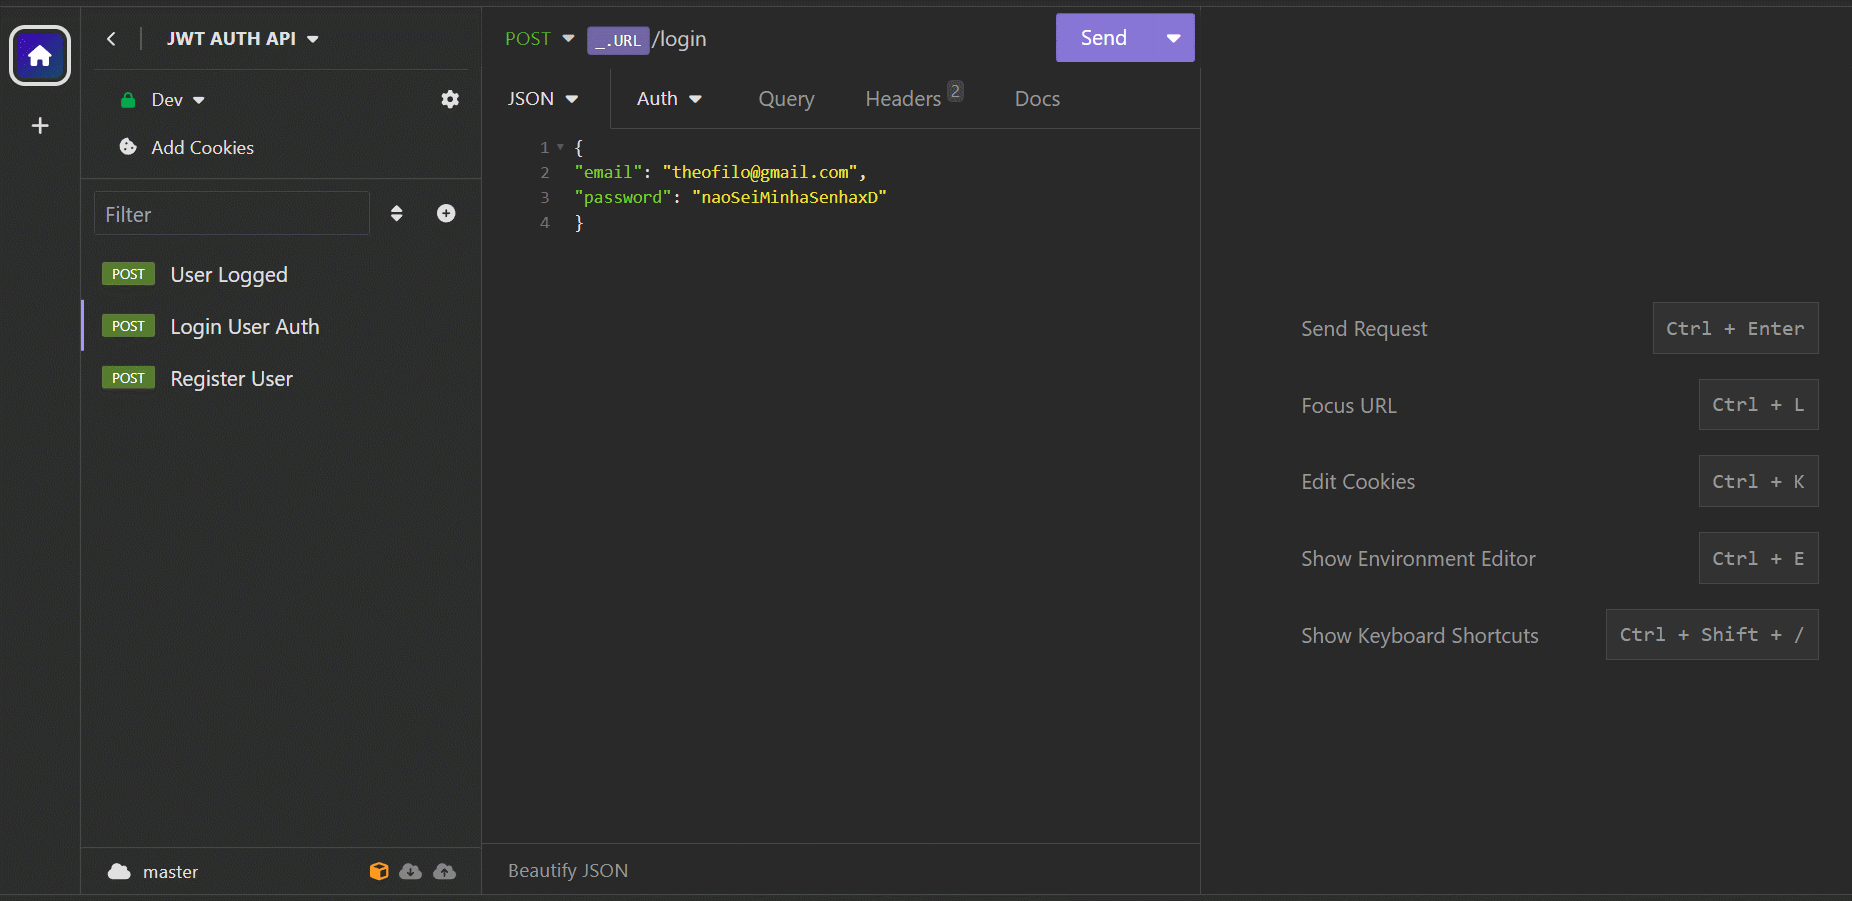 JWT AUTH API
Dev
Add Cookies
Filter
POST User Logged
POST Login User Auth
POST Register User
master
POST _.URL/login
Send
JSON Auth Query Headers 2 Docs
1 {
2 "email": "theofilo@gmail.com",
3 "password": "naoSeiMinhaSenhaxD"
4 }
Beautify JSON
Send Request Ctrl + Enter
Focus URL Ctrl + L
Edit Cookies Ctrl + K
Show Environment Editor Ctrl + E
Show Keyboard Shortcuts Ctrl + Shift + /